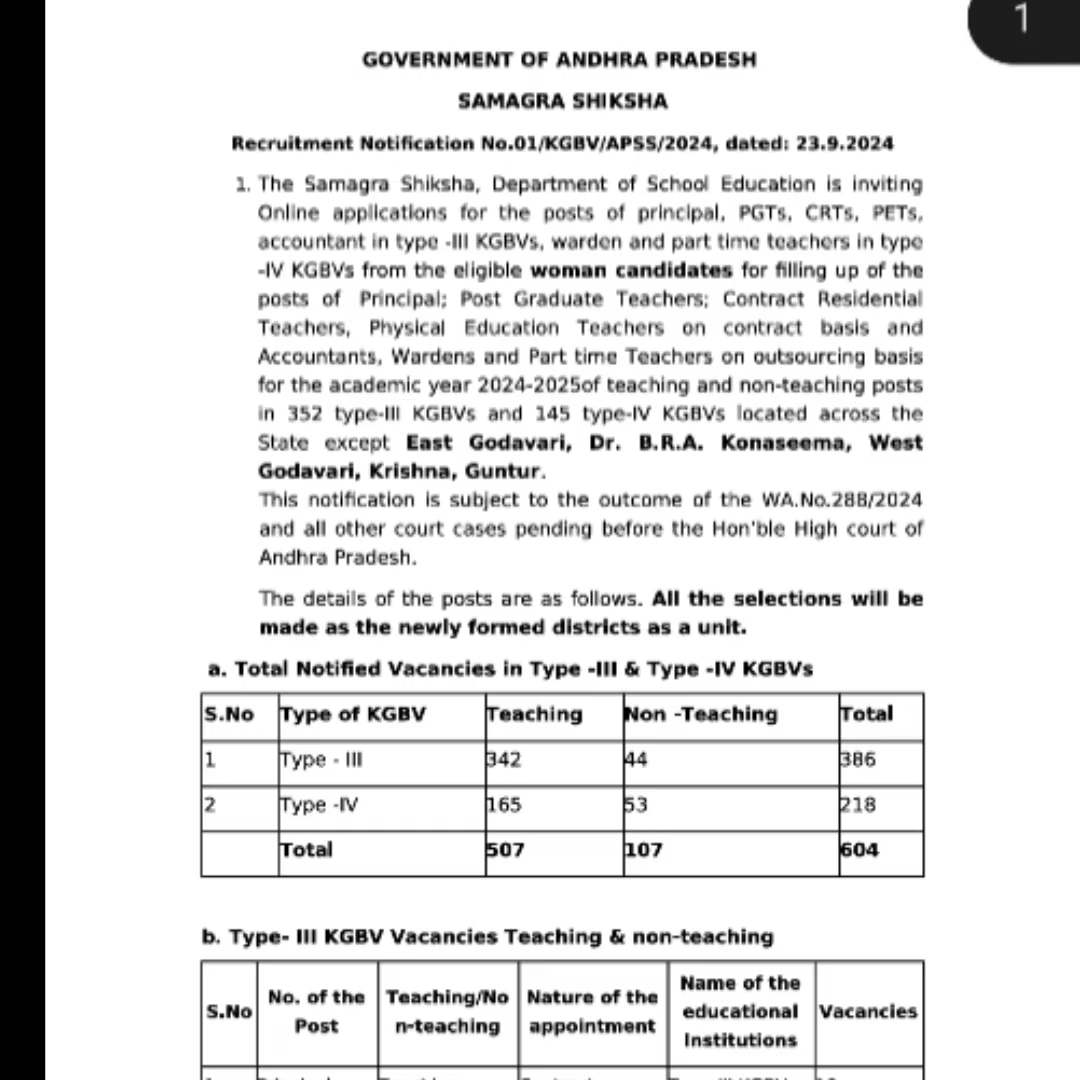 1
GOVERNMENT OF ANDHRA PRADESH
SAMAGRA SHIKSHA
Recruitment Notification No.01/KGBV/APSS/2024, dated: 23.9.2024
1. The Samagra Shiksha, Department of School Education is inviting
Online applications for the posts of principal, PGTs, CRTs, PETs,
accountant in type -III KGBVs, warden and part time teachers in type
-IV KGBVs from the eligible woman candidates for filling up of the
posts of Principal; Post Graduate Teachers; Contract Residential
Teachers, Physical Education Teachers on contract basis and
Accountants, Wardens and Part time Teachers on outsourcing basis
for the academic year 2024-2025of teaching and non-teaching posts
in 352 type-III KGBVs and 145 type-IV KGBVs located across the
State except East Godavari, Dr. B.R.A. Konaseema, West
Godavari, Krishna, Guntur.
This notification is subject to the outcome of the WA.No.288/2024
and all other court cases pending before the Hon'ble High court of
Andhra Pradesh.
The details of the posts are as follows. All the selections will be
made as the newly formed districts as a unit.
a. Total Notified Vacancies in Type -III & Type -IV KGBVs
S.No Type of KGBV Teaching Non -Teaching Total
1 Type - III 342 44 386
2 Type -IV 165 53 218
Total 507 107 604
b. Type- III KGBV Vacancies Teaching & non-teaching
S.No No. of the Post Teaching/No n-teaching Nature of the appointment Name of the educational Institutions Vacancies